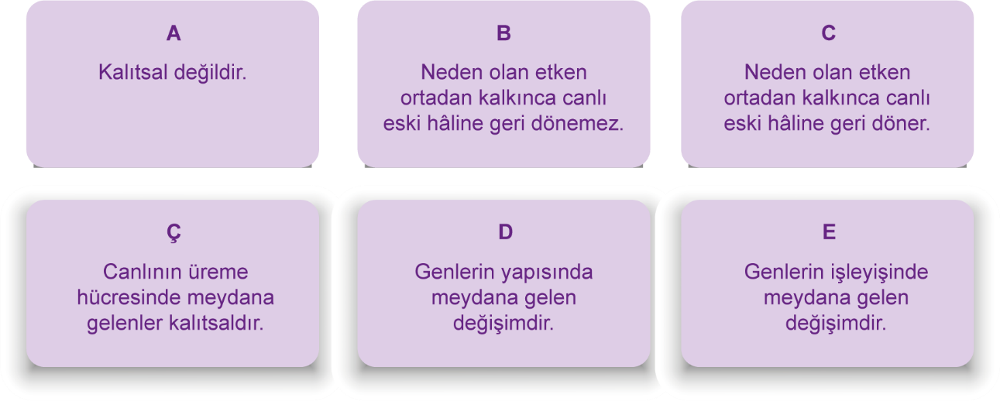 A
Kalıtsal değildir.
B
Neden olan etken
ortadan kalkınca canlı
eski hâline geri dönemez.
C
Neden olan etken
ortadan kalkınca canlı
eski hâline geri döner.
Ç
Canlının üreme
hücresinde meydana
gelenler kalıtsaldır.
D
Genlerin yapısında
meydana gelen
değişimdir.
E
Genlerin işleyişinde
meydana gelen
değişimdir.